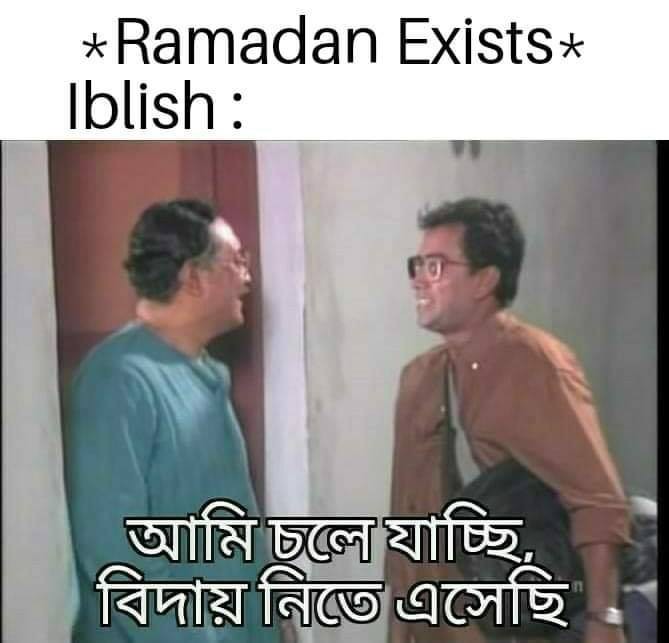 *Ramadan Exists*
Iblish :
আমি চলে যাচ্ছি,
বিদায় নিতে এসেছি